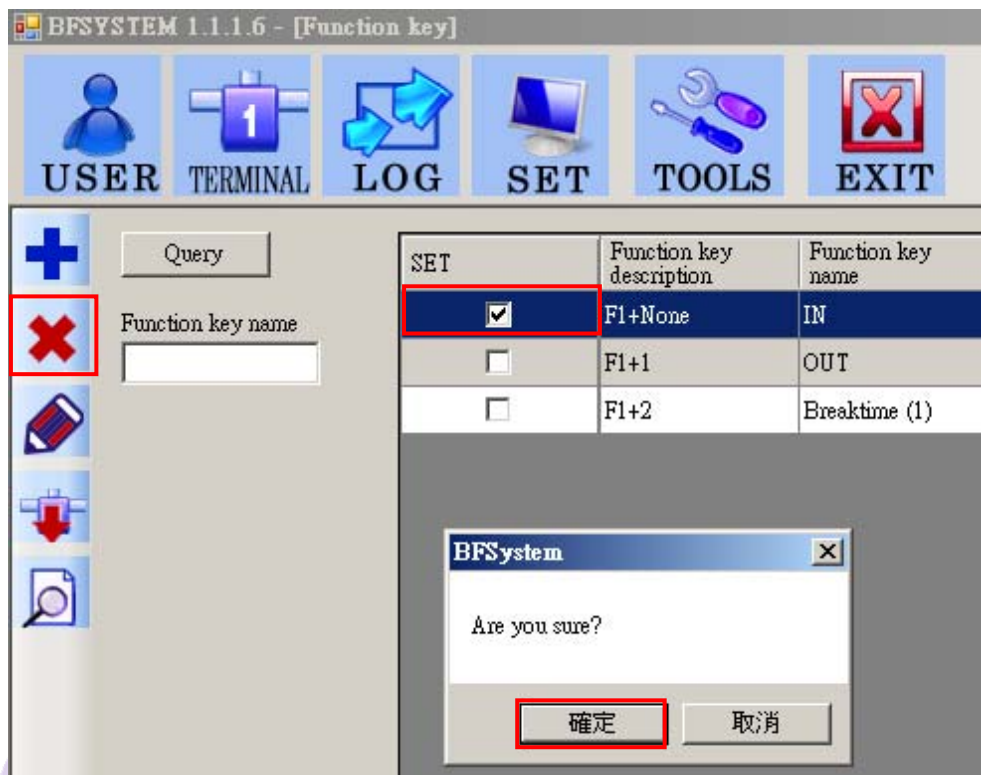 BFSYSTEM 1.1.1.6 - [Function key]
1
USER TERMINAL LOG SET TOOLS EXIT
Query
Function key name
SET Function key description Function key name
F1+None IN
F1+1 OUT
F1+2 Breaktime (1)
BFSystem
Are you sure?
確定 取消